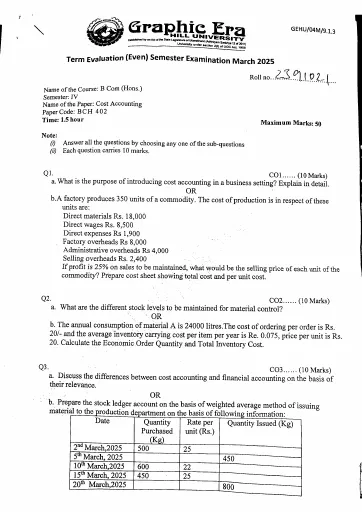 GEHU/04M/9.1.3
Graphic Era
HILL UNIVERSITY
Term Evaluation (Even) Semester Examination March 2025
Roll no
Name of the Course: B Com (Hons.)
Semester: IV
Name of the Paper: Cost Accounting
Paper Code: BCH 402
Time: 1.5 hour
Maximum Marks: 50
Note:
(i) Answer all the questions by choosing any one of the sub-questions
(ii) Each question carries 10 marks.
Q1.
CO1...... (10 Marks)
a. What is the purpose of introducing cost accounting in a business setting? Explain in detail.
OR
b.A factory produces 350 units of a commodity. The cost of production is in respect of these
units are:
Direct materials Rs. 18,000
Direct wages Rs. 8,500
Direct expenses Rs 1,900
Factory overheads Rs 8,000
Administrative overheads Rs 4,000
Selling overheads Rs. 2,400
If profit is 25% on sales to be maintained, what would be the selling price of each unit of the
commodity? Prepare cost sheet showing total cost and per unit cost.
Q2.
CO2...... (10 Marks)
a. What are the different stock levels to be maintained for material control?
OR
b. The annual consumption of material A is 24000 litres.The cost of ordering per order is Rs.
20/- and the average inventory carrying cost per item per year is Re. 0.075, price per unit is Rs.
20. Calculate the Economic Order Quantity and Total Inventory Cost.
Q3.
CO3...... (10 Marks)
a. Discuss the differences between cost accounting and financial accounting on the basis of
their relevance.
OR
b. Prepare the stock ledger account on the basis of weighted average method of issuing
material to the production department on the basis of following information:
Date Quantity Purchased (Kg) Rate per unit (Rs.) Quantity Issued (Kg)
2nd March,2025 500 25
5th March, 2025 450
10th March,2025 600 22
15th March, 2025 450 25
20th March,2025 800